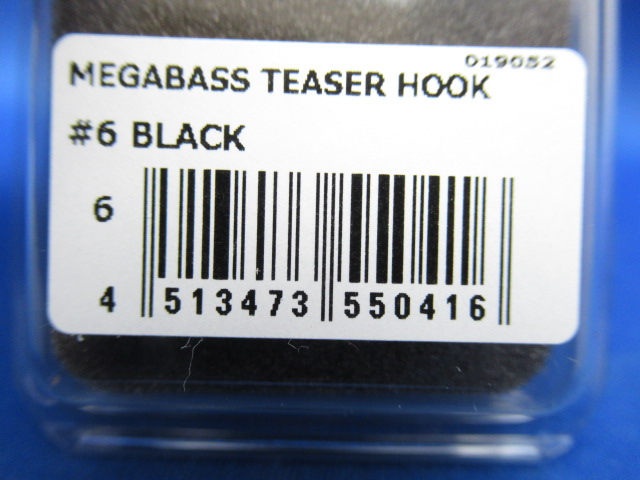 019052
MEGABASS TEASER HOOK
#6 BLACK
6
4 513473 550416